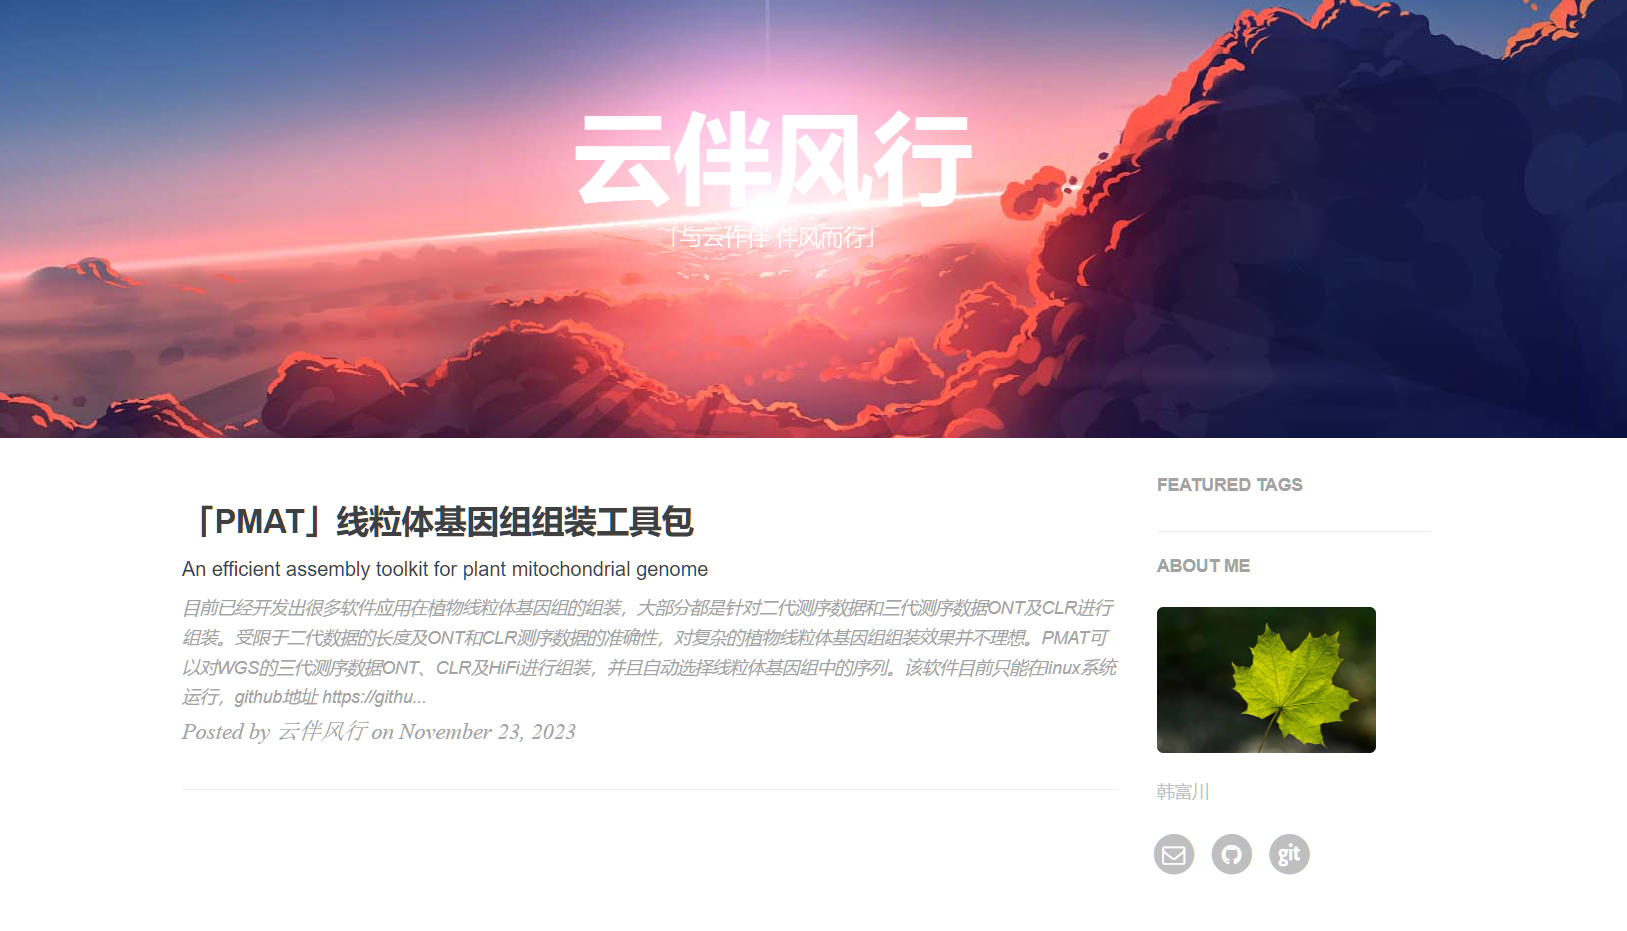 云伴风行
「与云作伴 伴风而行」
「PMAT」线粒体基因组组装工具包
An efficient assembly toolkit for plant mitochondrial genome
目前已经开发出很多软件应用在植物线粒体基因组的组装，大部分都是针对二代测序数据和三代测序数据ONT及CLR进行
组装。受限于二代数据的长度及ONT和CLR测序数据的准确性，对复杂的植物线粒体基因组组装效果并不理想。PMAT可
以对WGS的三代测序数据ONT、CLR及HiFi进行组装，并且自动选择线粒体基因组中的序列。该软件目前只能在linux系统
运行，github地址 https://githu...
Posted by 云伴风行 on November 23, 2023
FEATURED TAGS
ABOUT ME
韩富川
git